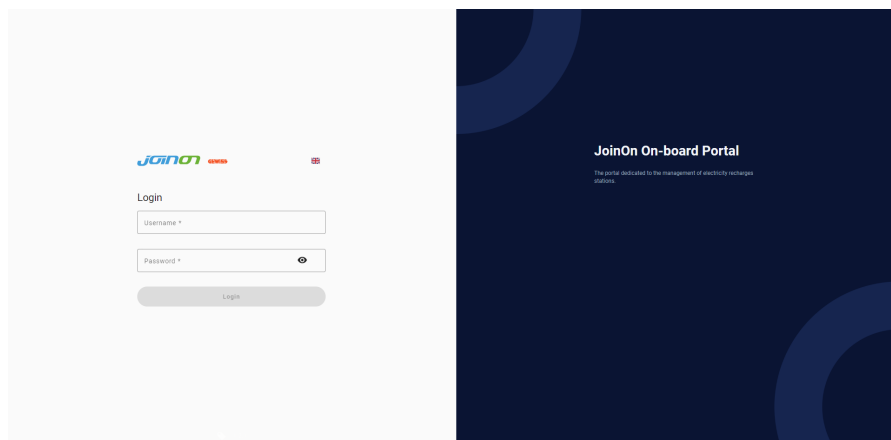 JOINON
Login
Username *
Password *
Login
JoinOn On-board Portal
The portal dedicated to the management of electricity recharges
stations.